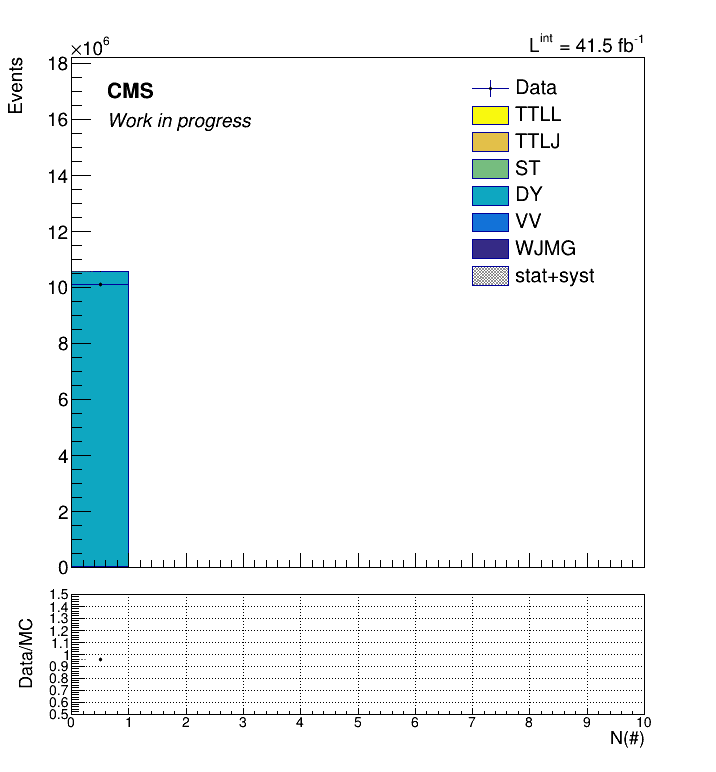 ×10^6
L^int = 41.5 fb^-1
Events
18
16
14
12
10
8
6
4
2
0
CMS
Work in progress
Data
TTLL
TTLJ
ST
DY
VV
WJMG
stat+syst
Data/MC
1.5
1.4
1.3
1.2
1.1
1
0.9
0.8
0.7
0.6
0.5
0 1 2 3 4 5 6 7 8 9 10
N(#)